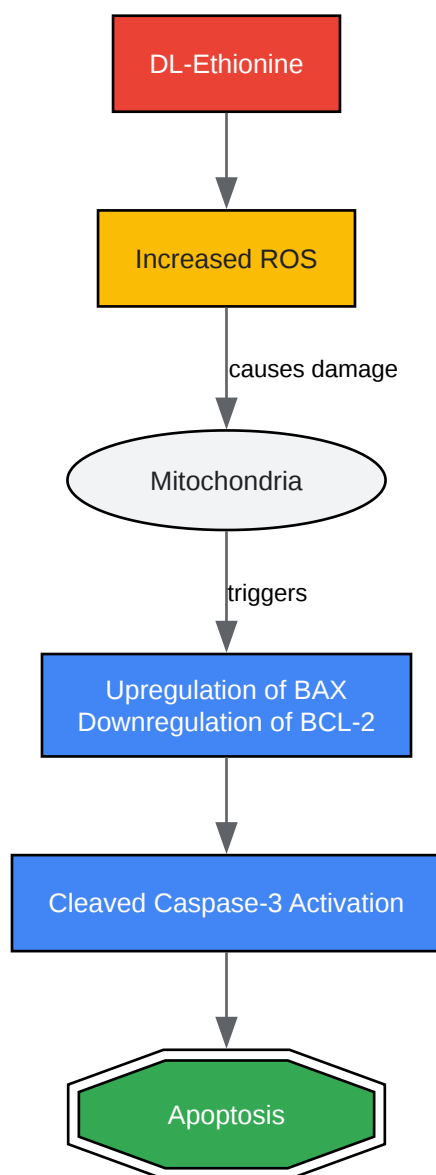 DL-Ethionine
Increased ROS
causes damage
Mitochondria
triggers
Upregulation of BAX
Downregulation of BCL-2
Cleaved Caspase-3 Activation
Apoptosis